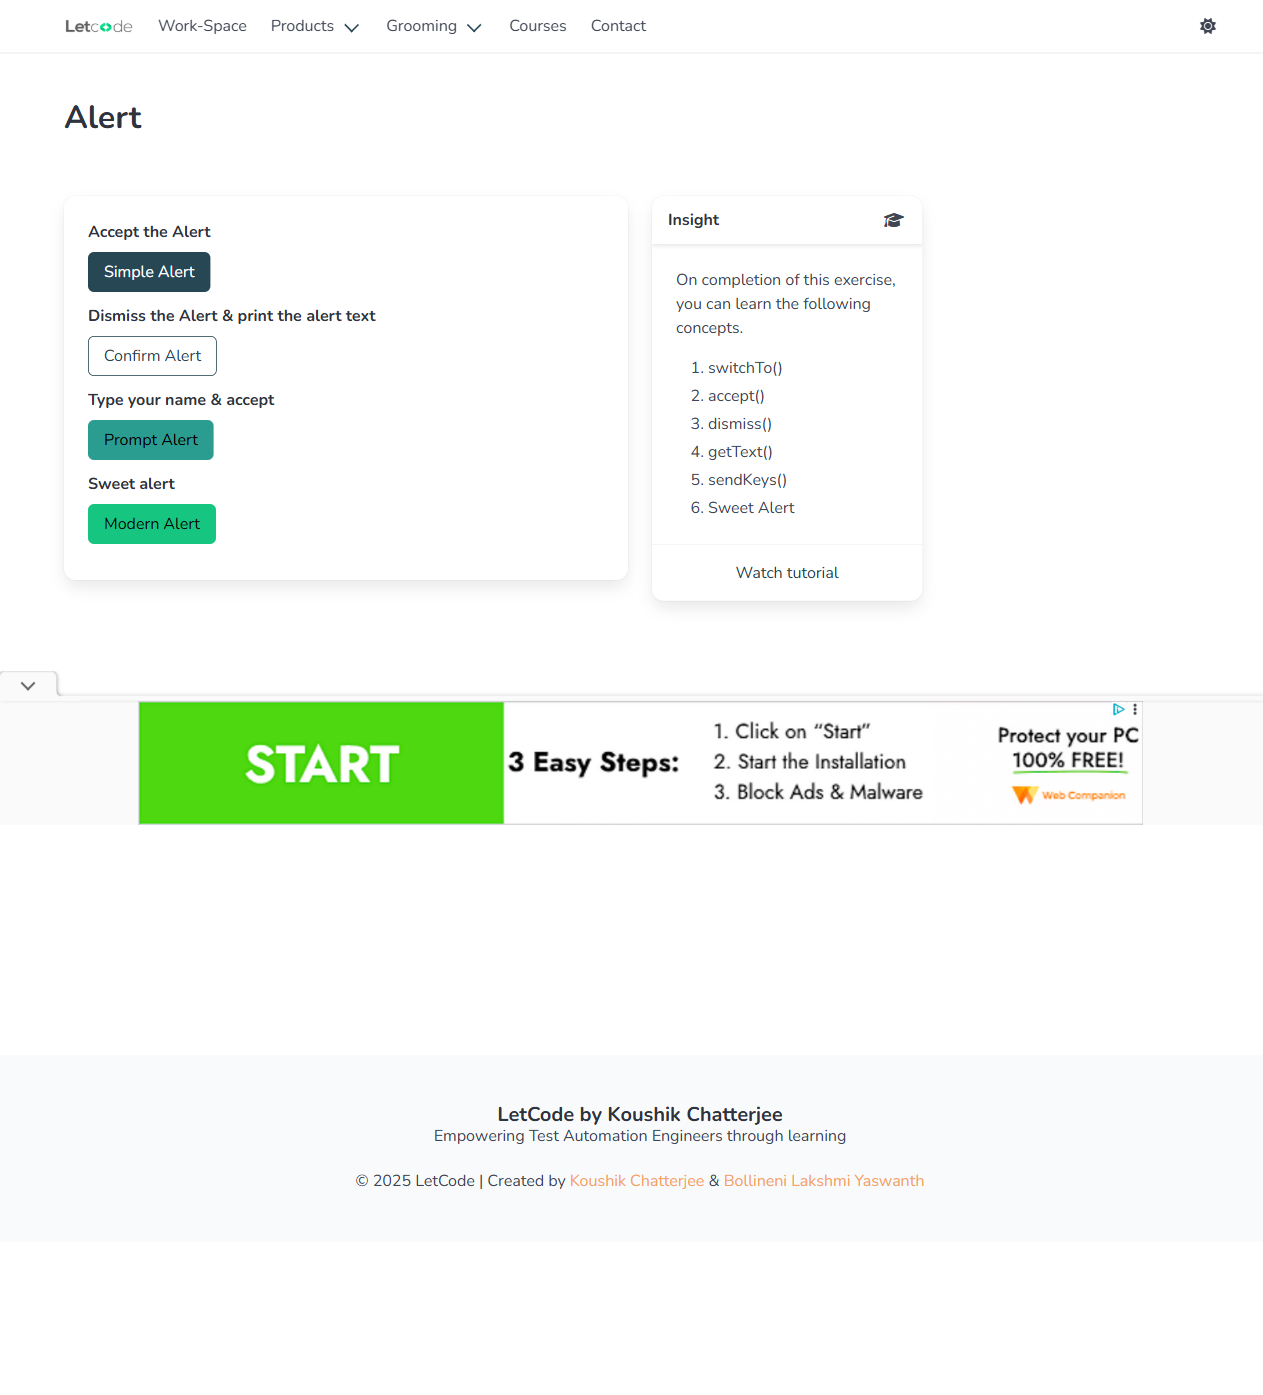 Letcode Work-Space Products Grooming Courses Contact
Alert
Accept the Alert
Simple Alert
Dismiss the Alert & print the alert text
Confirm Alert
Type your name & accept
Prompt Alert
Sweet alert
Modern Alert
Insight
On completion of this exercise,
you can learn the following
concepts.
1. switchTo()
2. accept()
3. dismiss()
4. getText()
5. sendKeys()
6. Sweet Alert
Watch tutorial
START
3 Easy Steps:
1. Click on “Start”
2. Start the Installation
3. Block Ads & Malware
Protect your PC
100% FREE!
Web Companion
LetCode by Koushik Chatterjee
Empowering Test Automation Engineers through learning
© 2025 LetCode | Created by Koushik Chatterjee & Bollineni Lakshmi Yaswanth